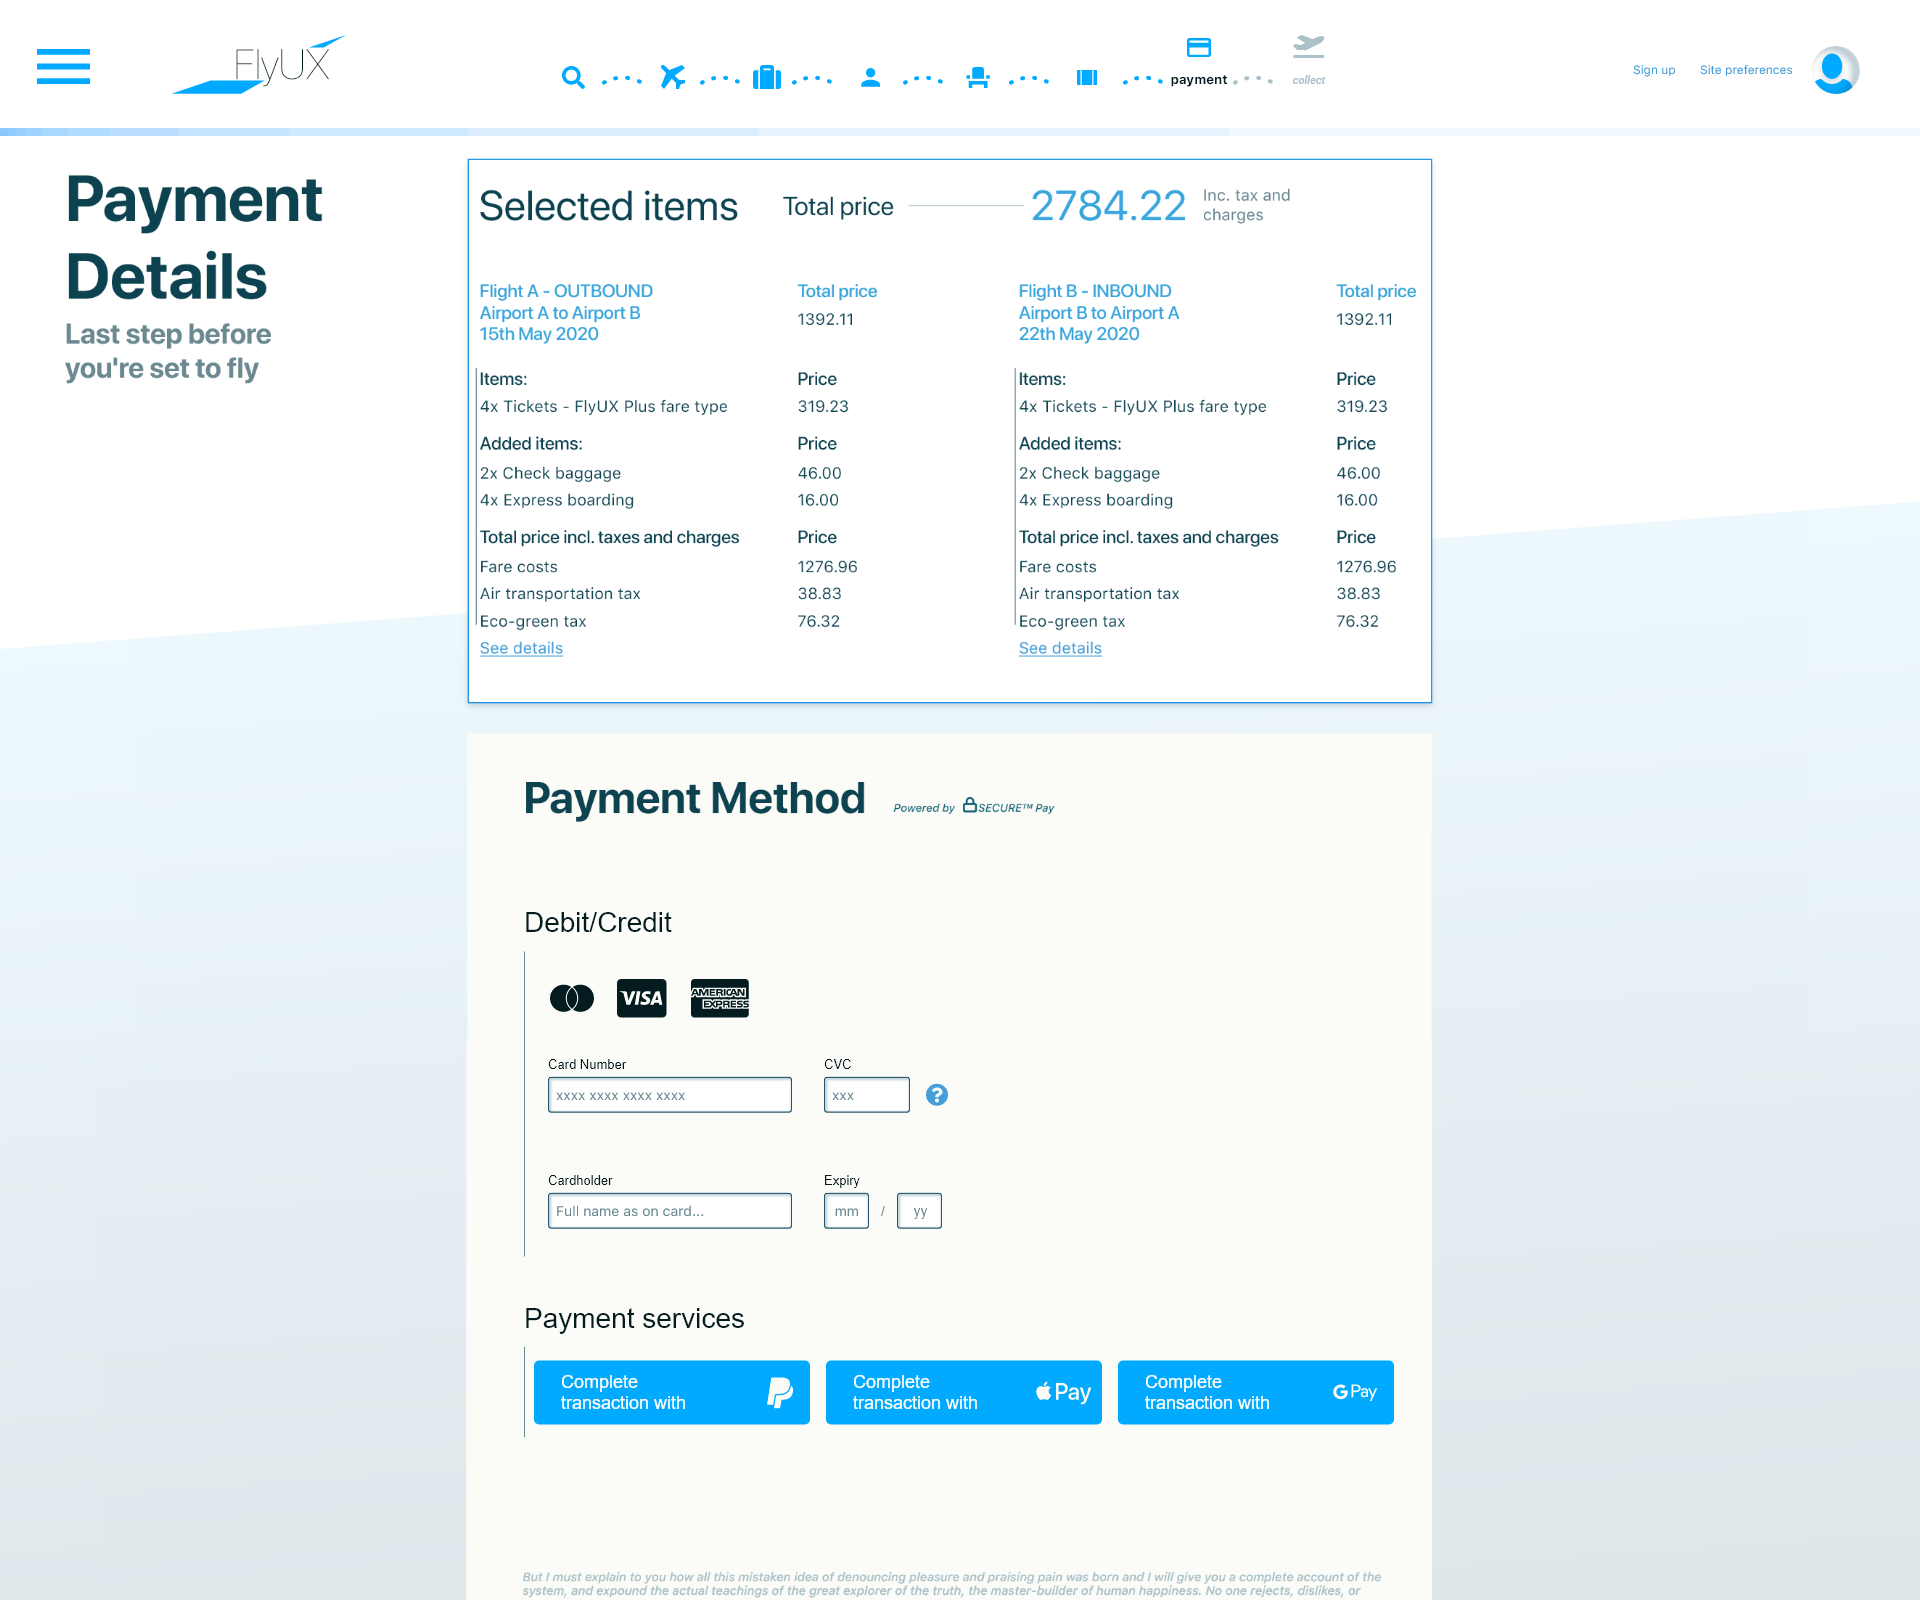 FlyUX
payment
collect
Sign up
Site preferences
Payment
Details
Last step before
you're set to fly
Selected items
Total price
2784.22
Inc. tax and
charges
Flight A - OUTBOUND
Airport A to Airport B
15th May 2020
Total price
1392.11
Items:
Price
4x Tickets - FlyUX Plus fare type
319.23
Added items:
Price
2x Check baggage
46.00
4x Express boarding
16.00
Total price incl. taxes and charges
Price
Fare costs
1276.96
Air transportation tax
38.83
Eco-green tax
76.32
See details
Flight B - INBOUND
Airport B to Airport A
22th May 2020
Total price
1392.11
Items:
Price
4x Tickets - FlyUX Plus fare type
319.23
Added items:
Price
2x Check baggage
46.00
4x Express boarding
16.00
Total price incl. taxes and charges
Price
Fare costs
1276.96
Air transportation tax
38.83
Eco-green tax
76.32
See details
Payment Method
Powered by SECURE™ Pay
Debit/Credit
VISA
AMERICAN
EXPRESS
Card Number
xxxx xxxx xxxx xxxx
CVC
xxx
?
Cardholder
Full name as on card...
Expiry
mm / yy
Payment services
Complete
transaction with
Complete
transaction with
Pay
Complete
transaction with
G Pay
But I must explain to you how all this mistaken idea of denouncing pleasure and praising pain was born and I will give you a complete account of the
system, and expound the actual teachings of the great explorer of the truth, the master-builder of human happiness. No one rejects, dislikes, or